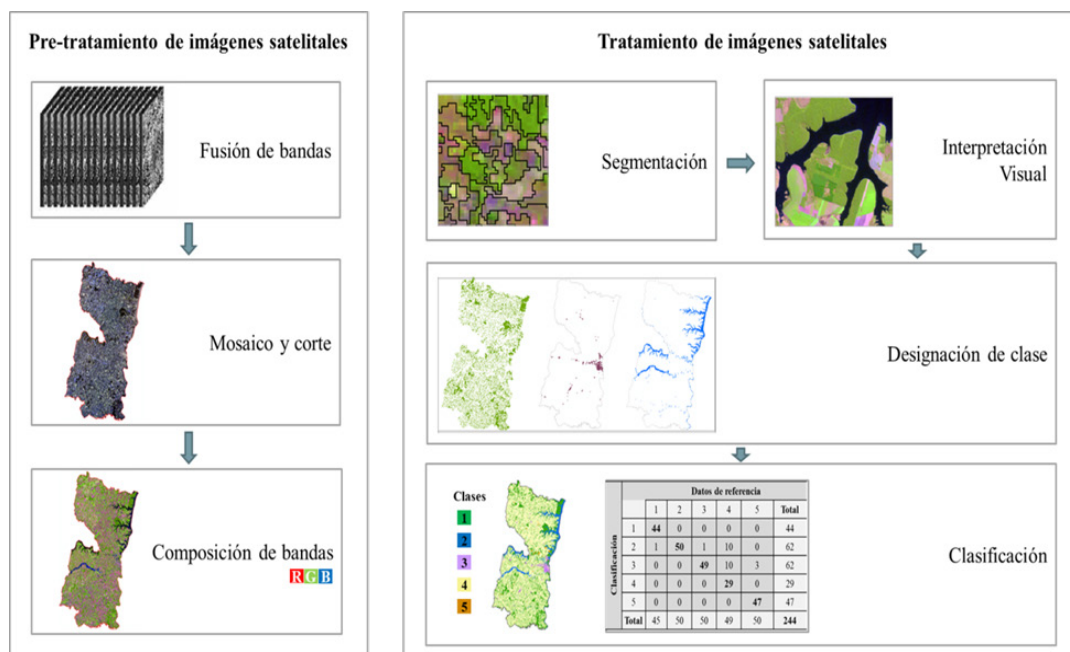 Pre-tratamiento de imágenes satelitales
Fusión de bandas
Mosaico y corte
Composición de bandas
RGB
Tratamiento de imágenes satelitales
Segmentación
Interpretación
Visual
Designación de clase
Clases
1
2
3
4
5
Datos de referencia
1 2 3 4 5 Total
Clasificación
1 44 0 0 0 0 44
2 1 50 1 10 0 62
3 0 0 49 10 3 62
4 0 0 0 29 0 29
5 0 0 0 0 47 47
Total 45 50 50 49 50 244
Clasificación